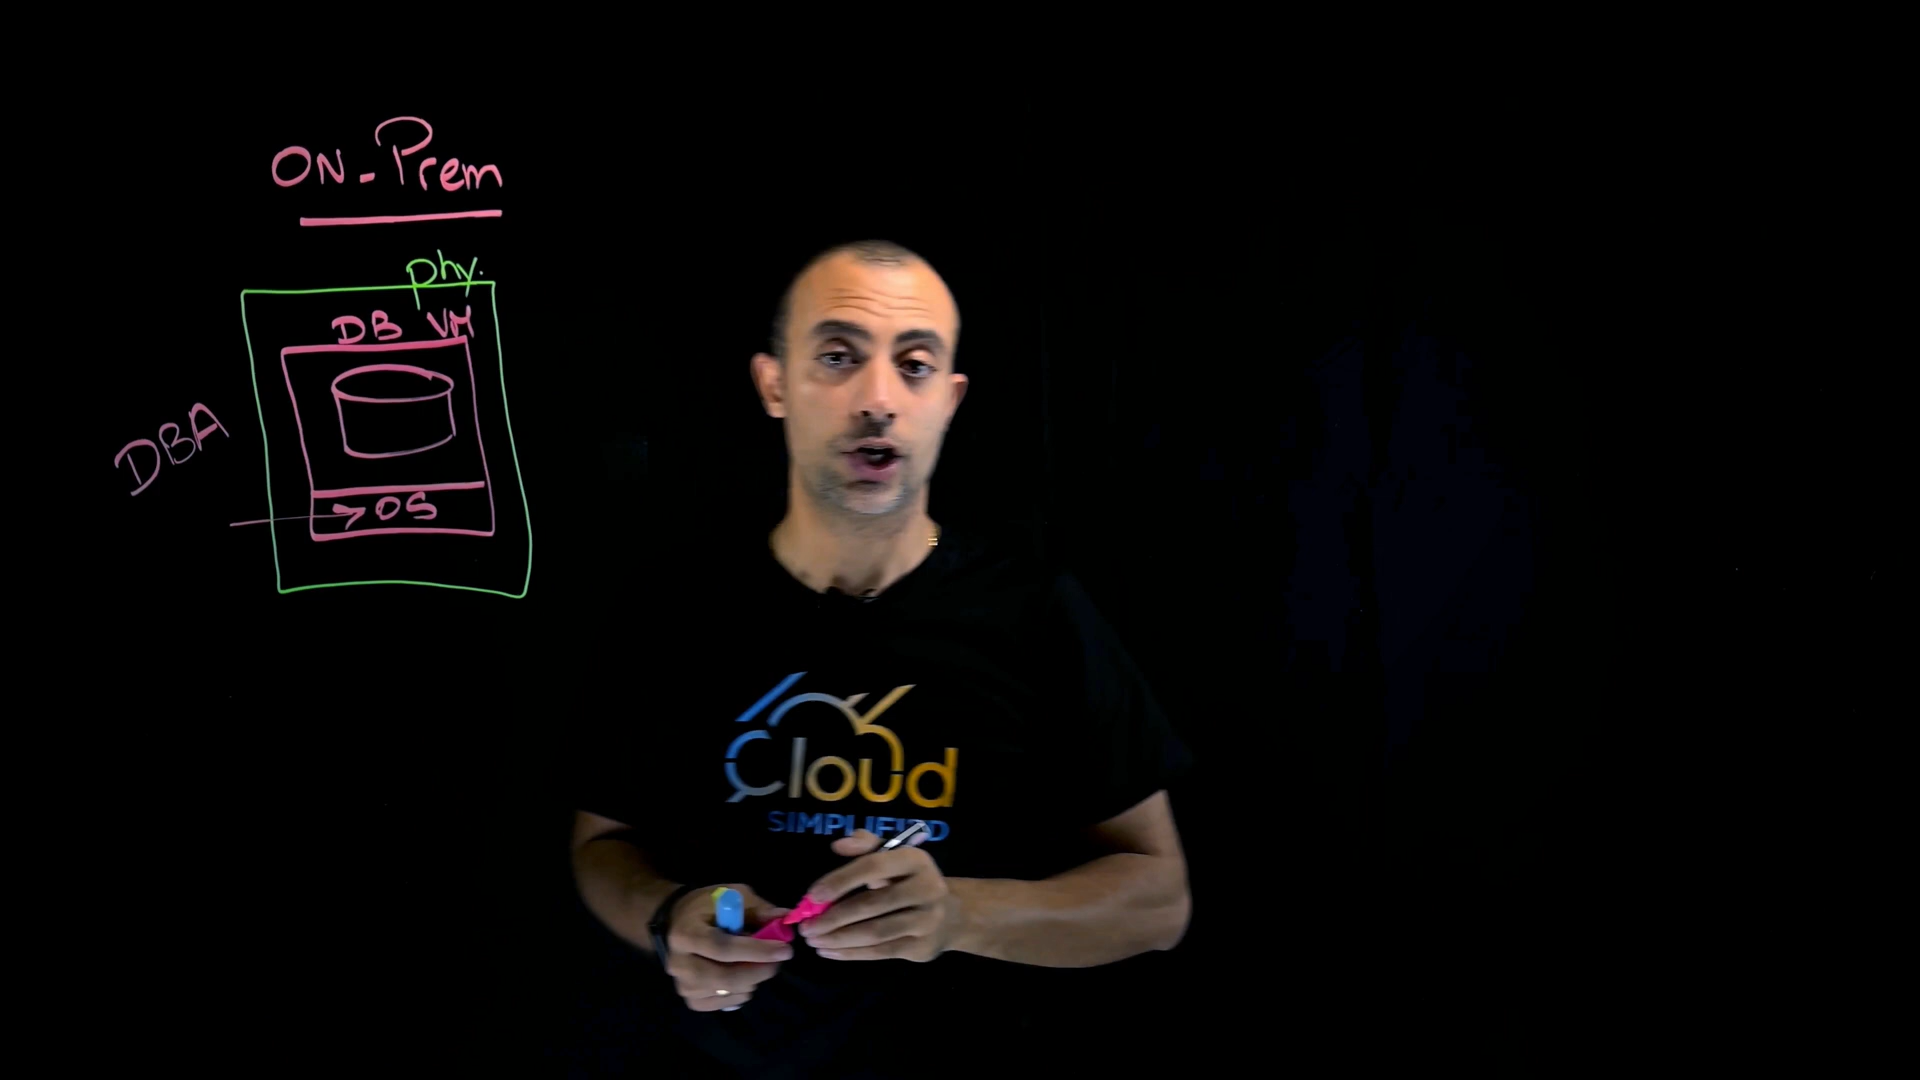 ON-Prem
phy.
DB VM
DBA
OS
Cloud
SIMPLIFIED